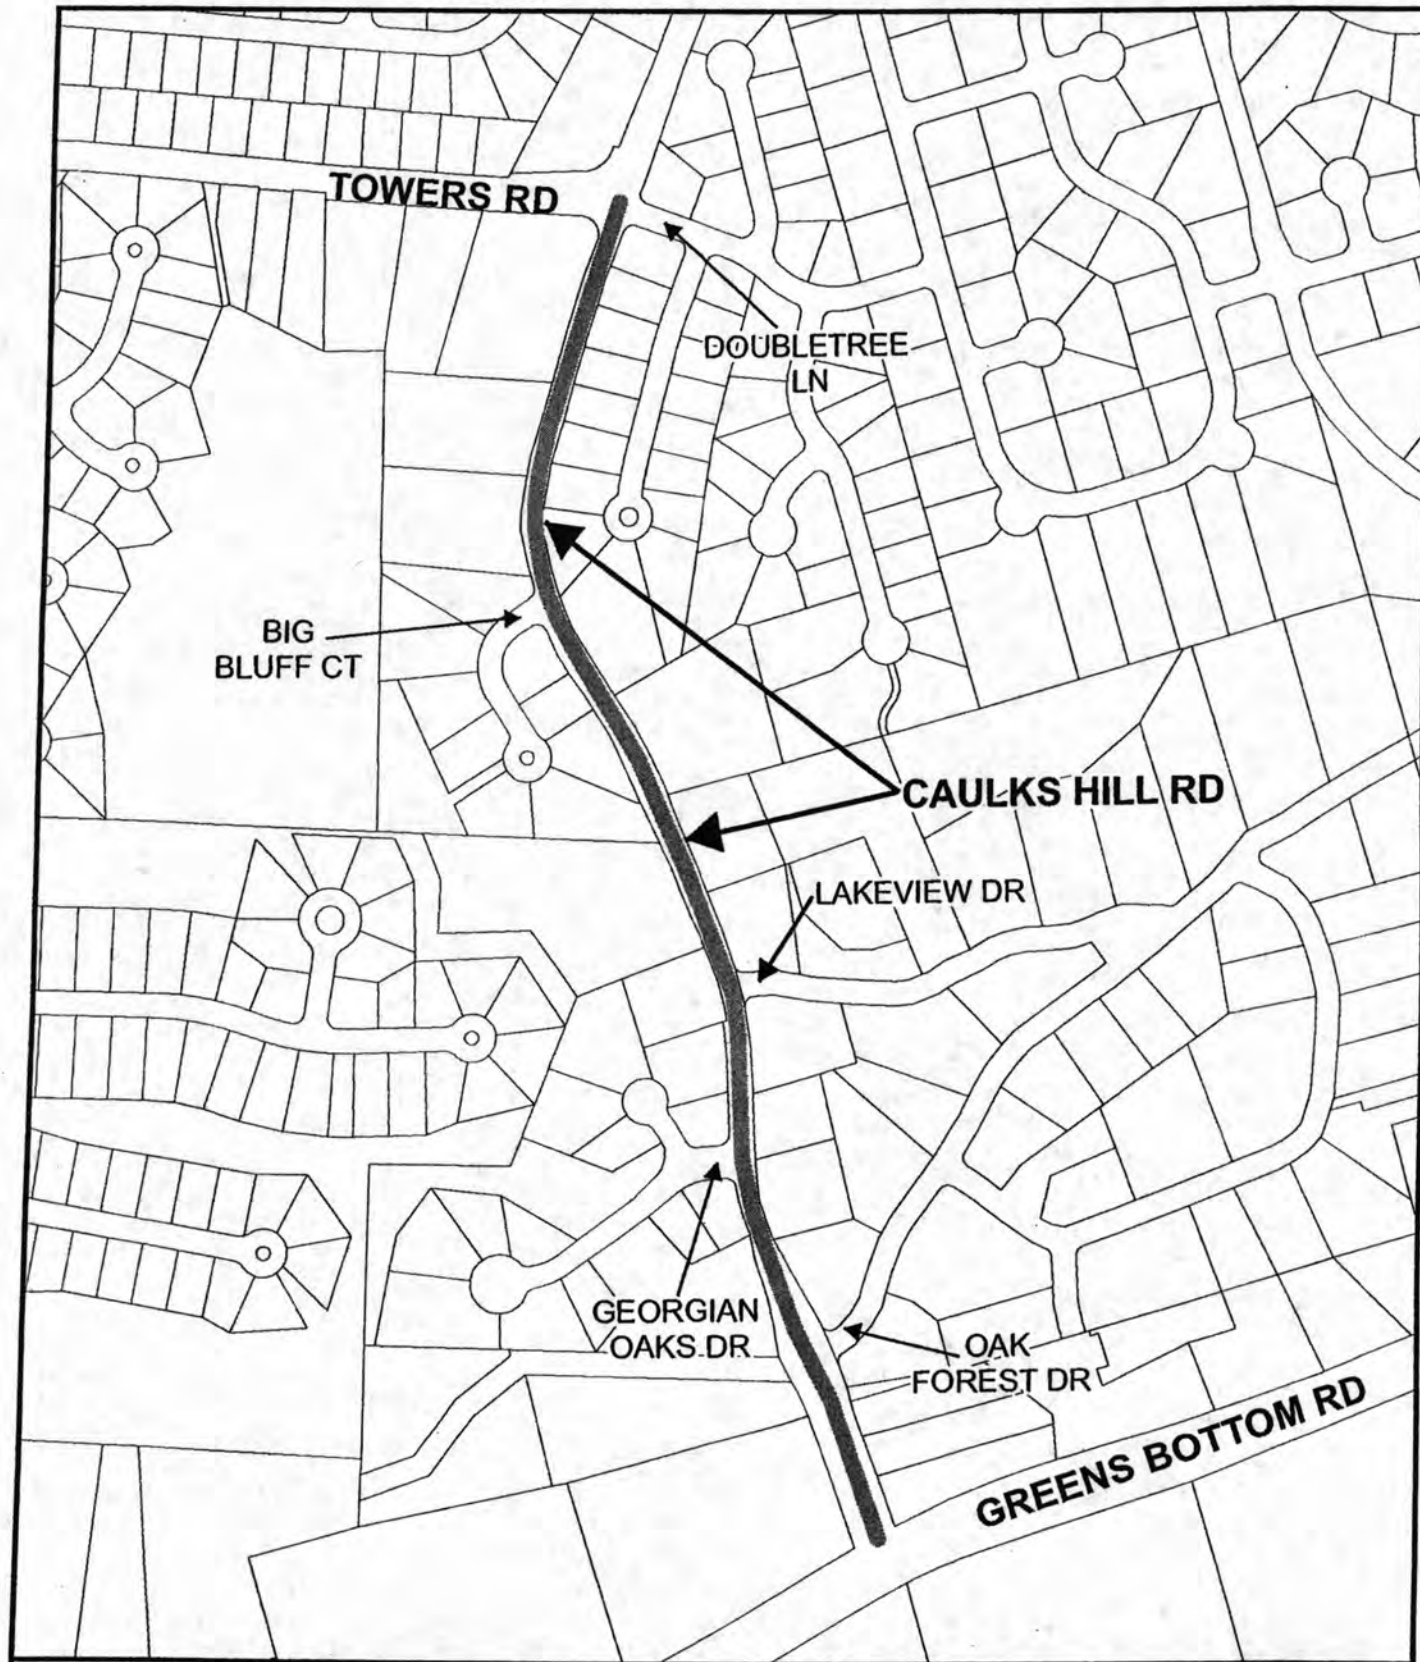 TOWERS RD
DOUBLETREE
LN
BIG
BLUFF CT
CAULKS HILL RD
LAKEVIEW DR
GEORGIAN
OAKS DR
OAK
FOREST DR
GREENS BOTTOM RD